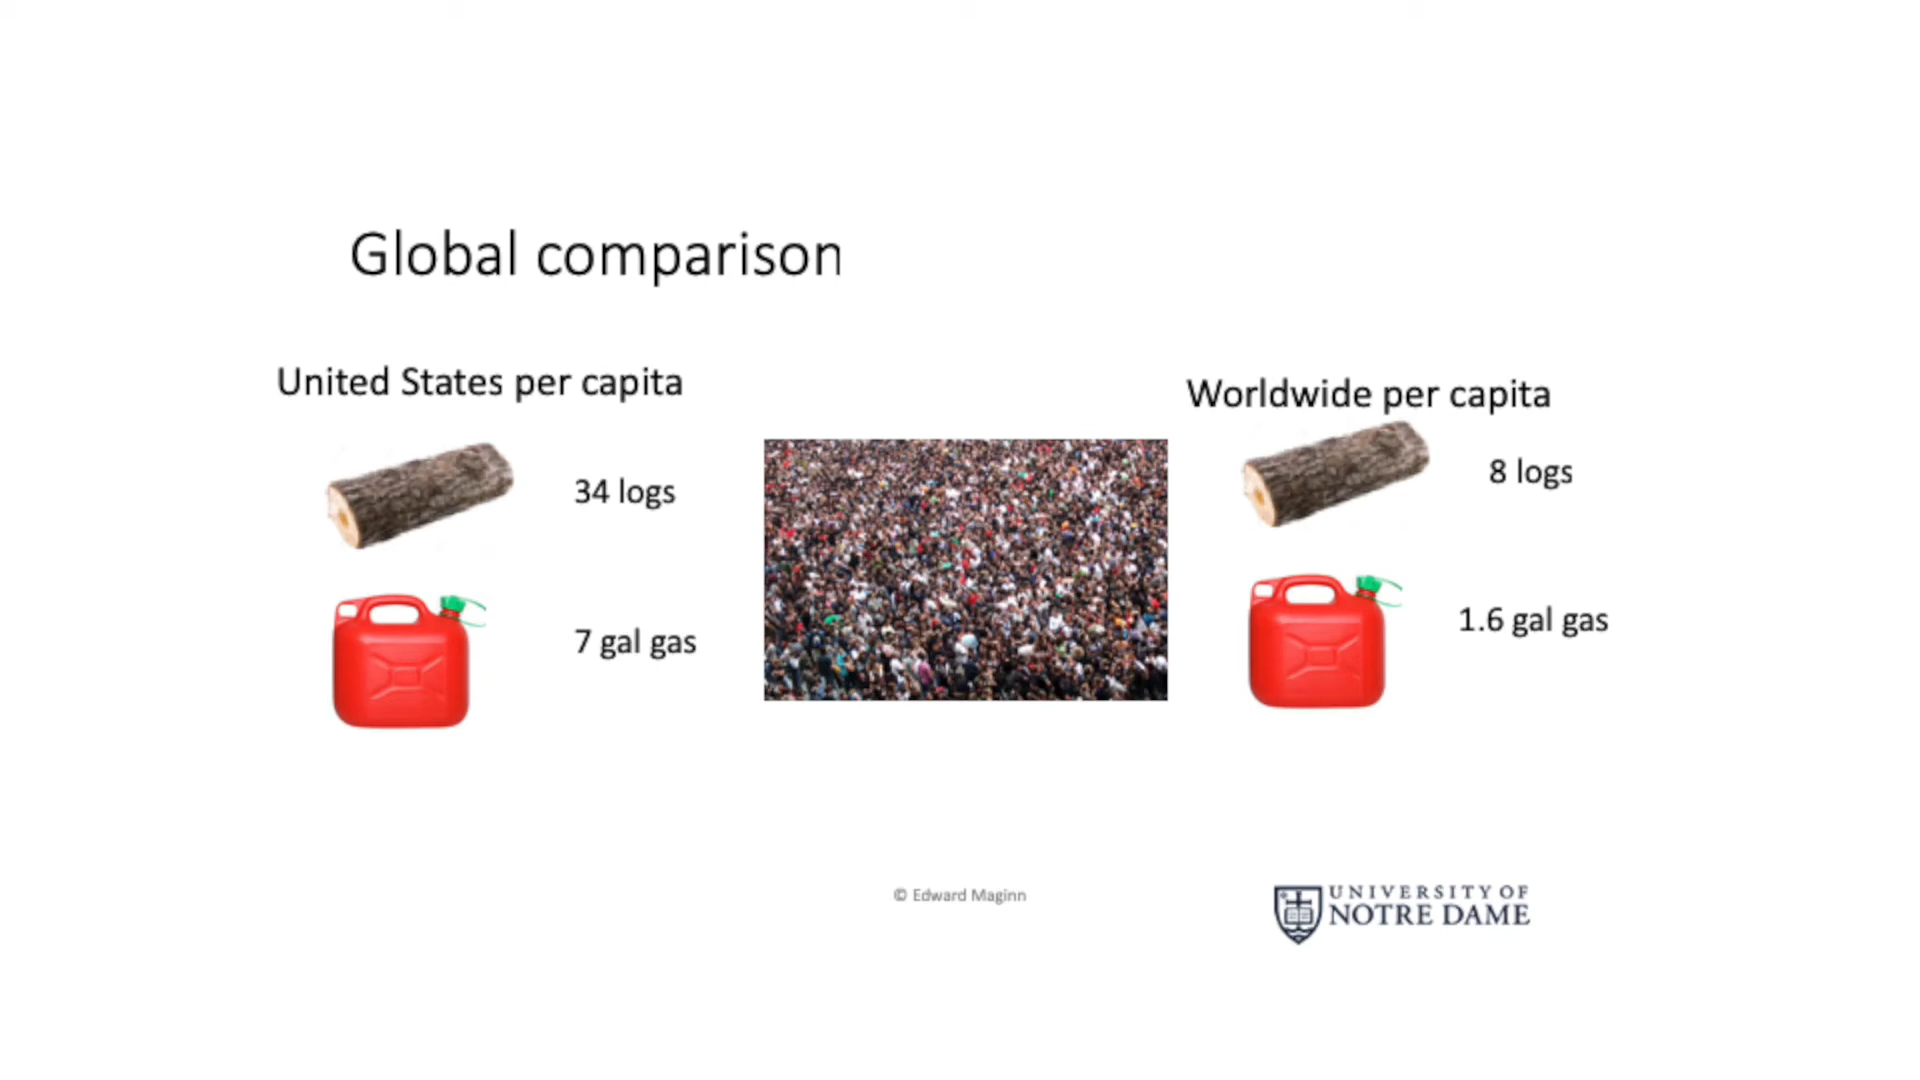 Global comparison
United States per capita
34 logs
7 gal gas
Worldwide per capita
8 logs
1.6 gal gas
© Edward Maginn
UNIVERSITY OF
NOTRE DAME